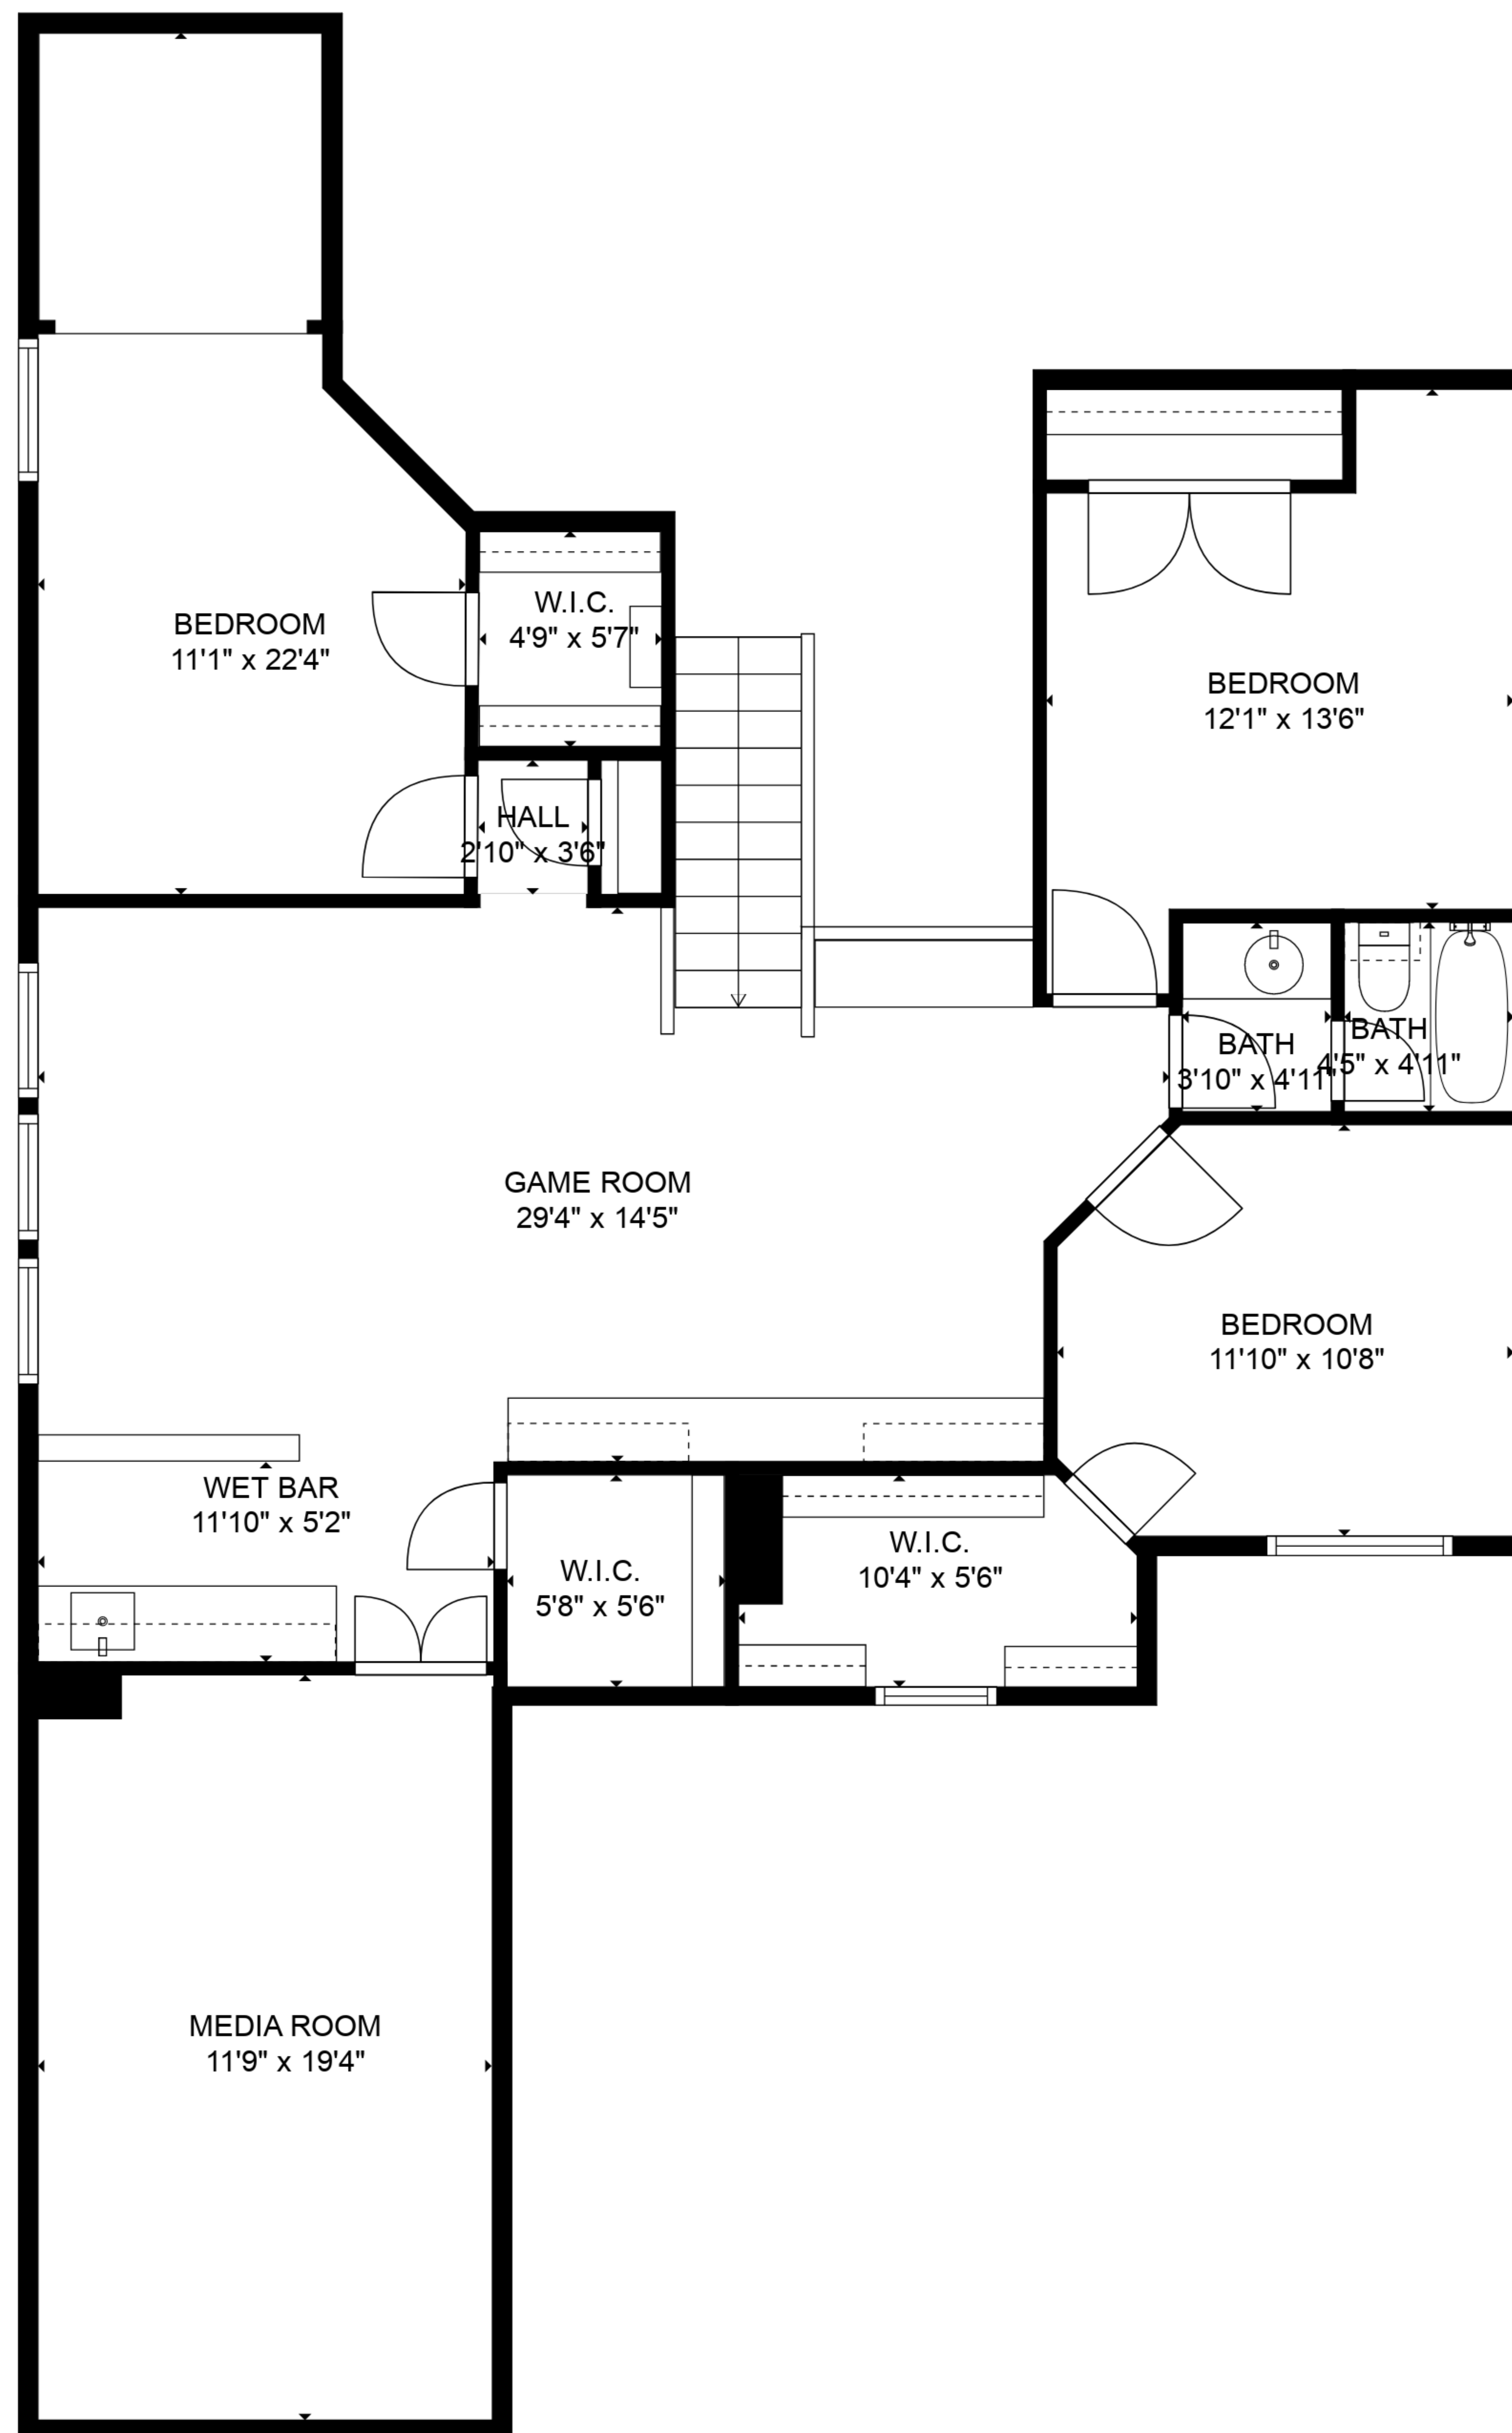 W.I.C.
4'9" x 5'7"
BEDROOM
11'1" x 22'4"
BEDROOM
12'1" x 13'6"
HALL
2'10" x 3'6"
BATH
3'10" x 4'11"
BATH
4'5" x 4'11"
GAME ROOM
29'4" x 14'5"
BEDROOM
11'10" x 10'8"
WET BAR
11'10" x 5'2"
W.I.C.
5'8" x 5'6"
W.I.C.
10'4" x 5'6"
MEDIA ROOM
11'9" x 19'4"